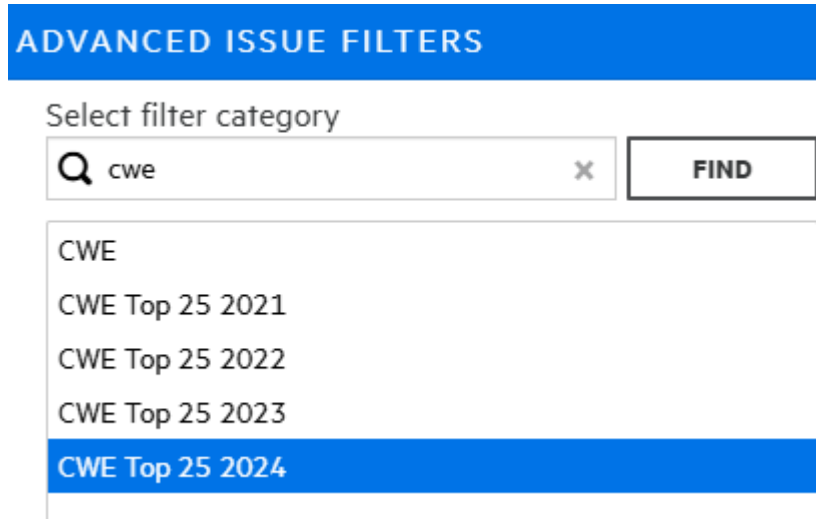 ADVANCED ISSUE FILTERS
Select filter category
cwe FIND
CWE
CWE Top 25 2021
CWE Top 25 2022
CWE Top 25 2023
CWE Top 25 2024